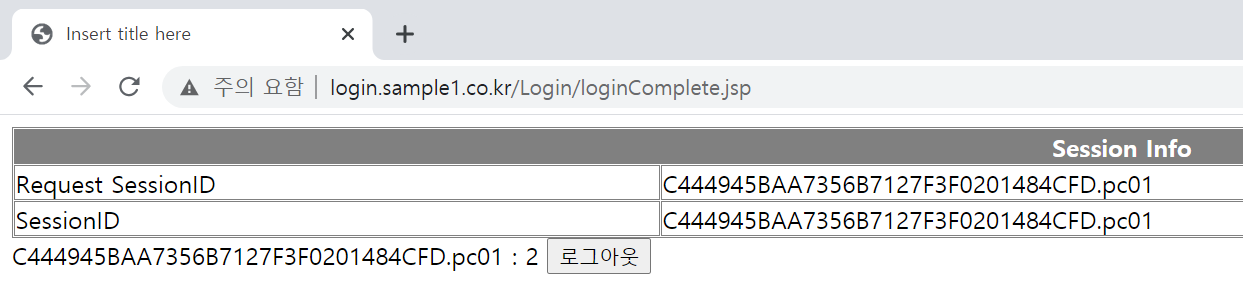 Insert title here
주의 요함 login.sample1.co.kr/Login/loginComplete.jsp
Session Info
Request SessionID C444945BAA7356B7127F3F0201484CFD.pc01
SessionID C444945BAA7356B7127F3F0201484CFD.pc01
C444945BAA7356B7127F3F0201484CFD.pc01 : 2 로그아웃